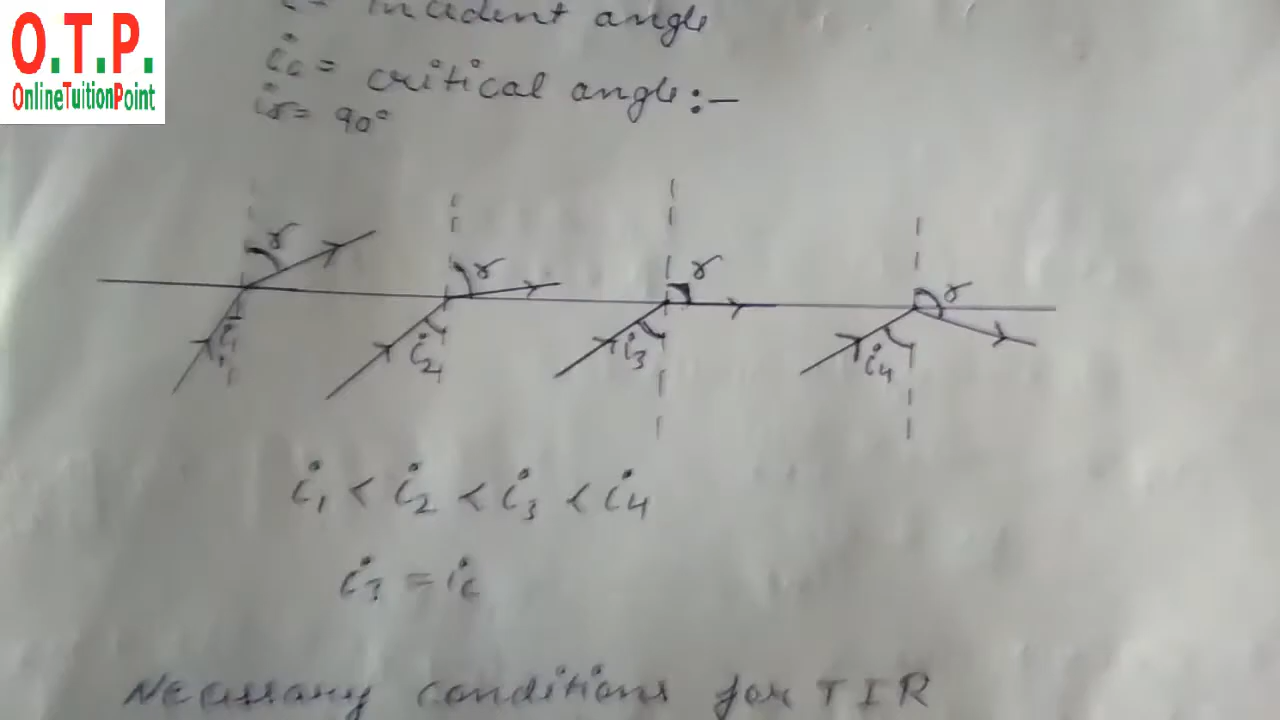 O.T.P.
OnlineTuitionPoint
i = incident angle
ic = critical angle:-
ir = 90°
r r r r
i1 i2 i3 i4
i1 < i2 < i3 < i4
i3 = ic
Necessary conditions for TIR